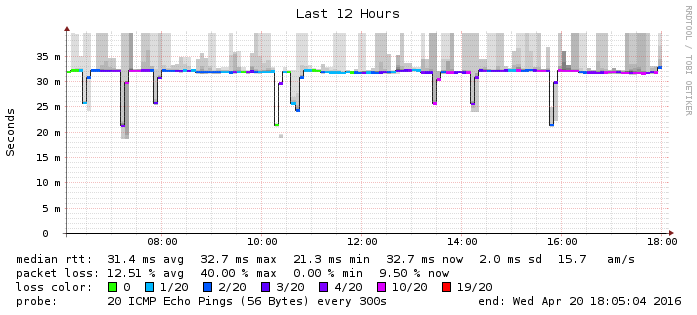 Last 12 Hours
RRDTOOL / TOBI OETIKER
Seconds
35 m
30 m
25 m
20 m
15 m
10 m
5 m
0
08:00 10:00 12:00 14:00 16:00 18:00
median rtt: 31.4 ms avg 32.7 ms max 21.3 ms min 32.7 ms now 2.0 ms sd 15.7 am/s
packet loss: 12.51 % avg 40.00 % max 0.00 % min 9.50 % now
loss color: 0 1/20 2/20 3/20 4/20 10/20 19/20
probe: 20 ICMP Echo Pings (56 Bytes) every 300s end: Wed Apr 20 18:05:04 2016